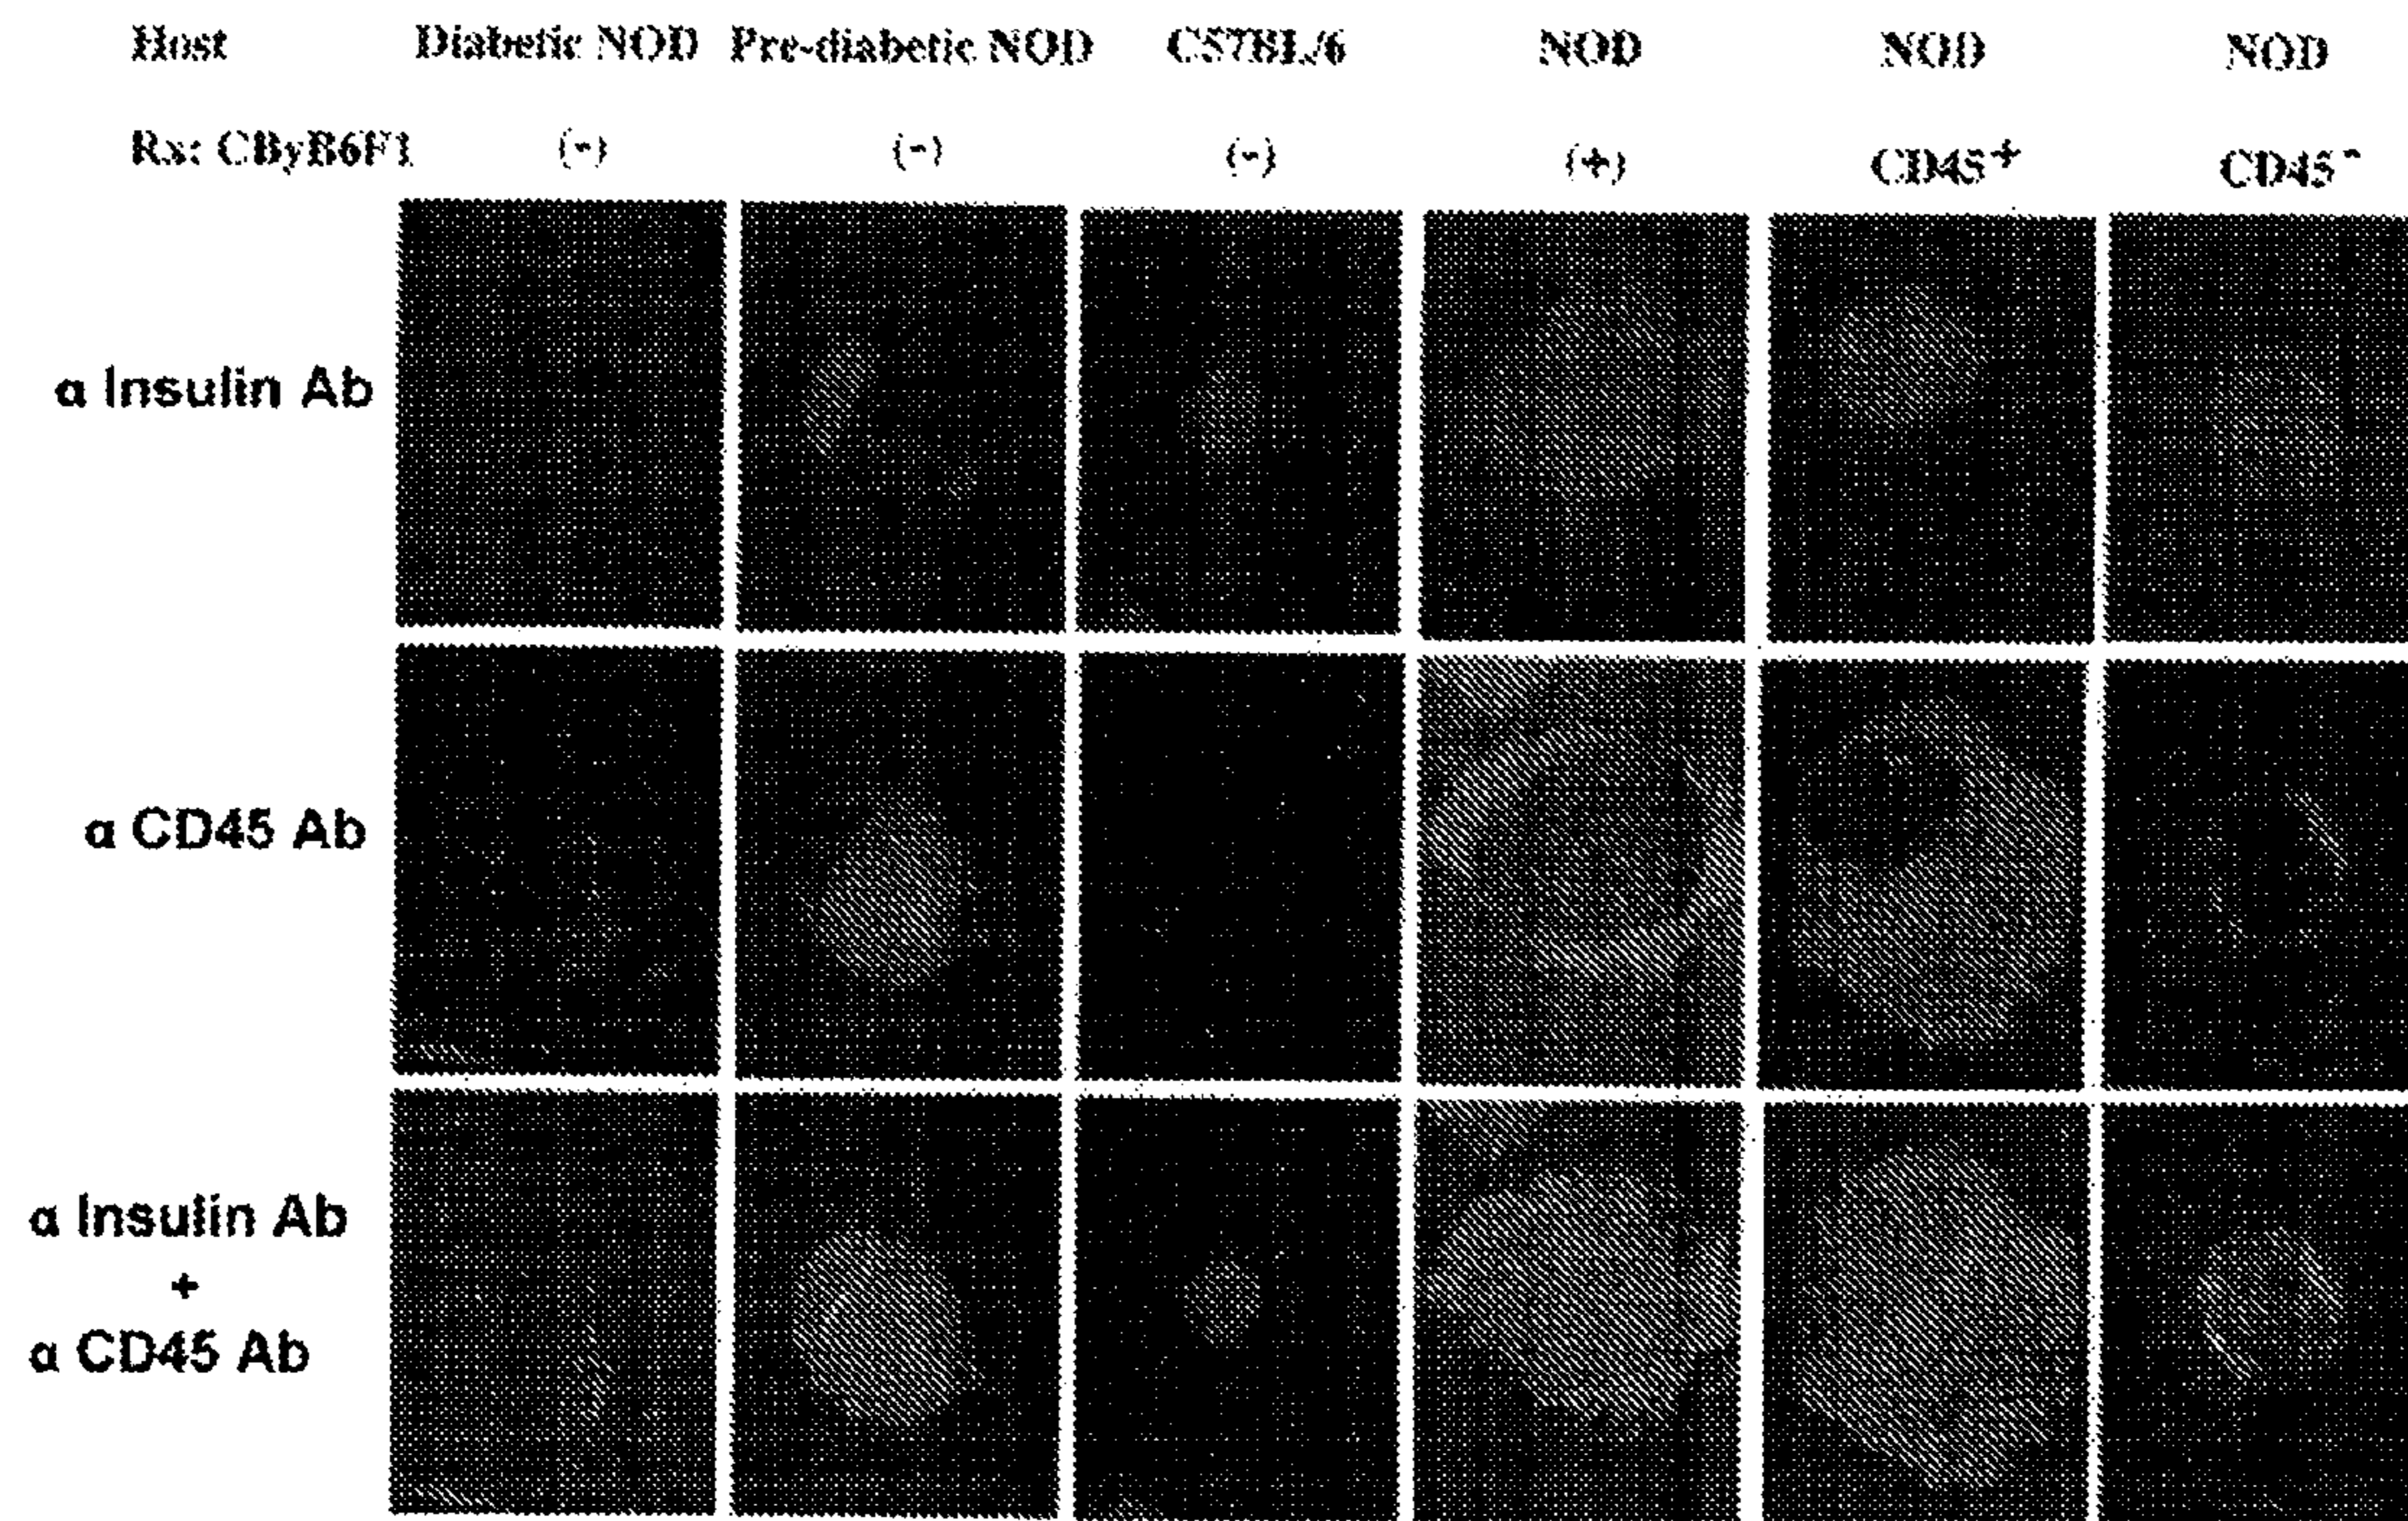 Host Diabetic NOD Pre-diabetic NOD C57BL/6 NOD NOD NOD
Rx: CByB6F1 (-) (-) (-) (+) CD45+ CD45-
α Insulin Ab
α CD45 Ab
α Insulin Ab
+
α CD45 Ab